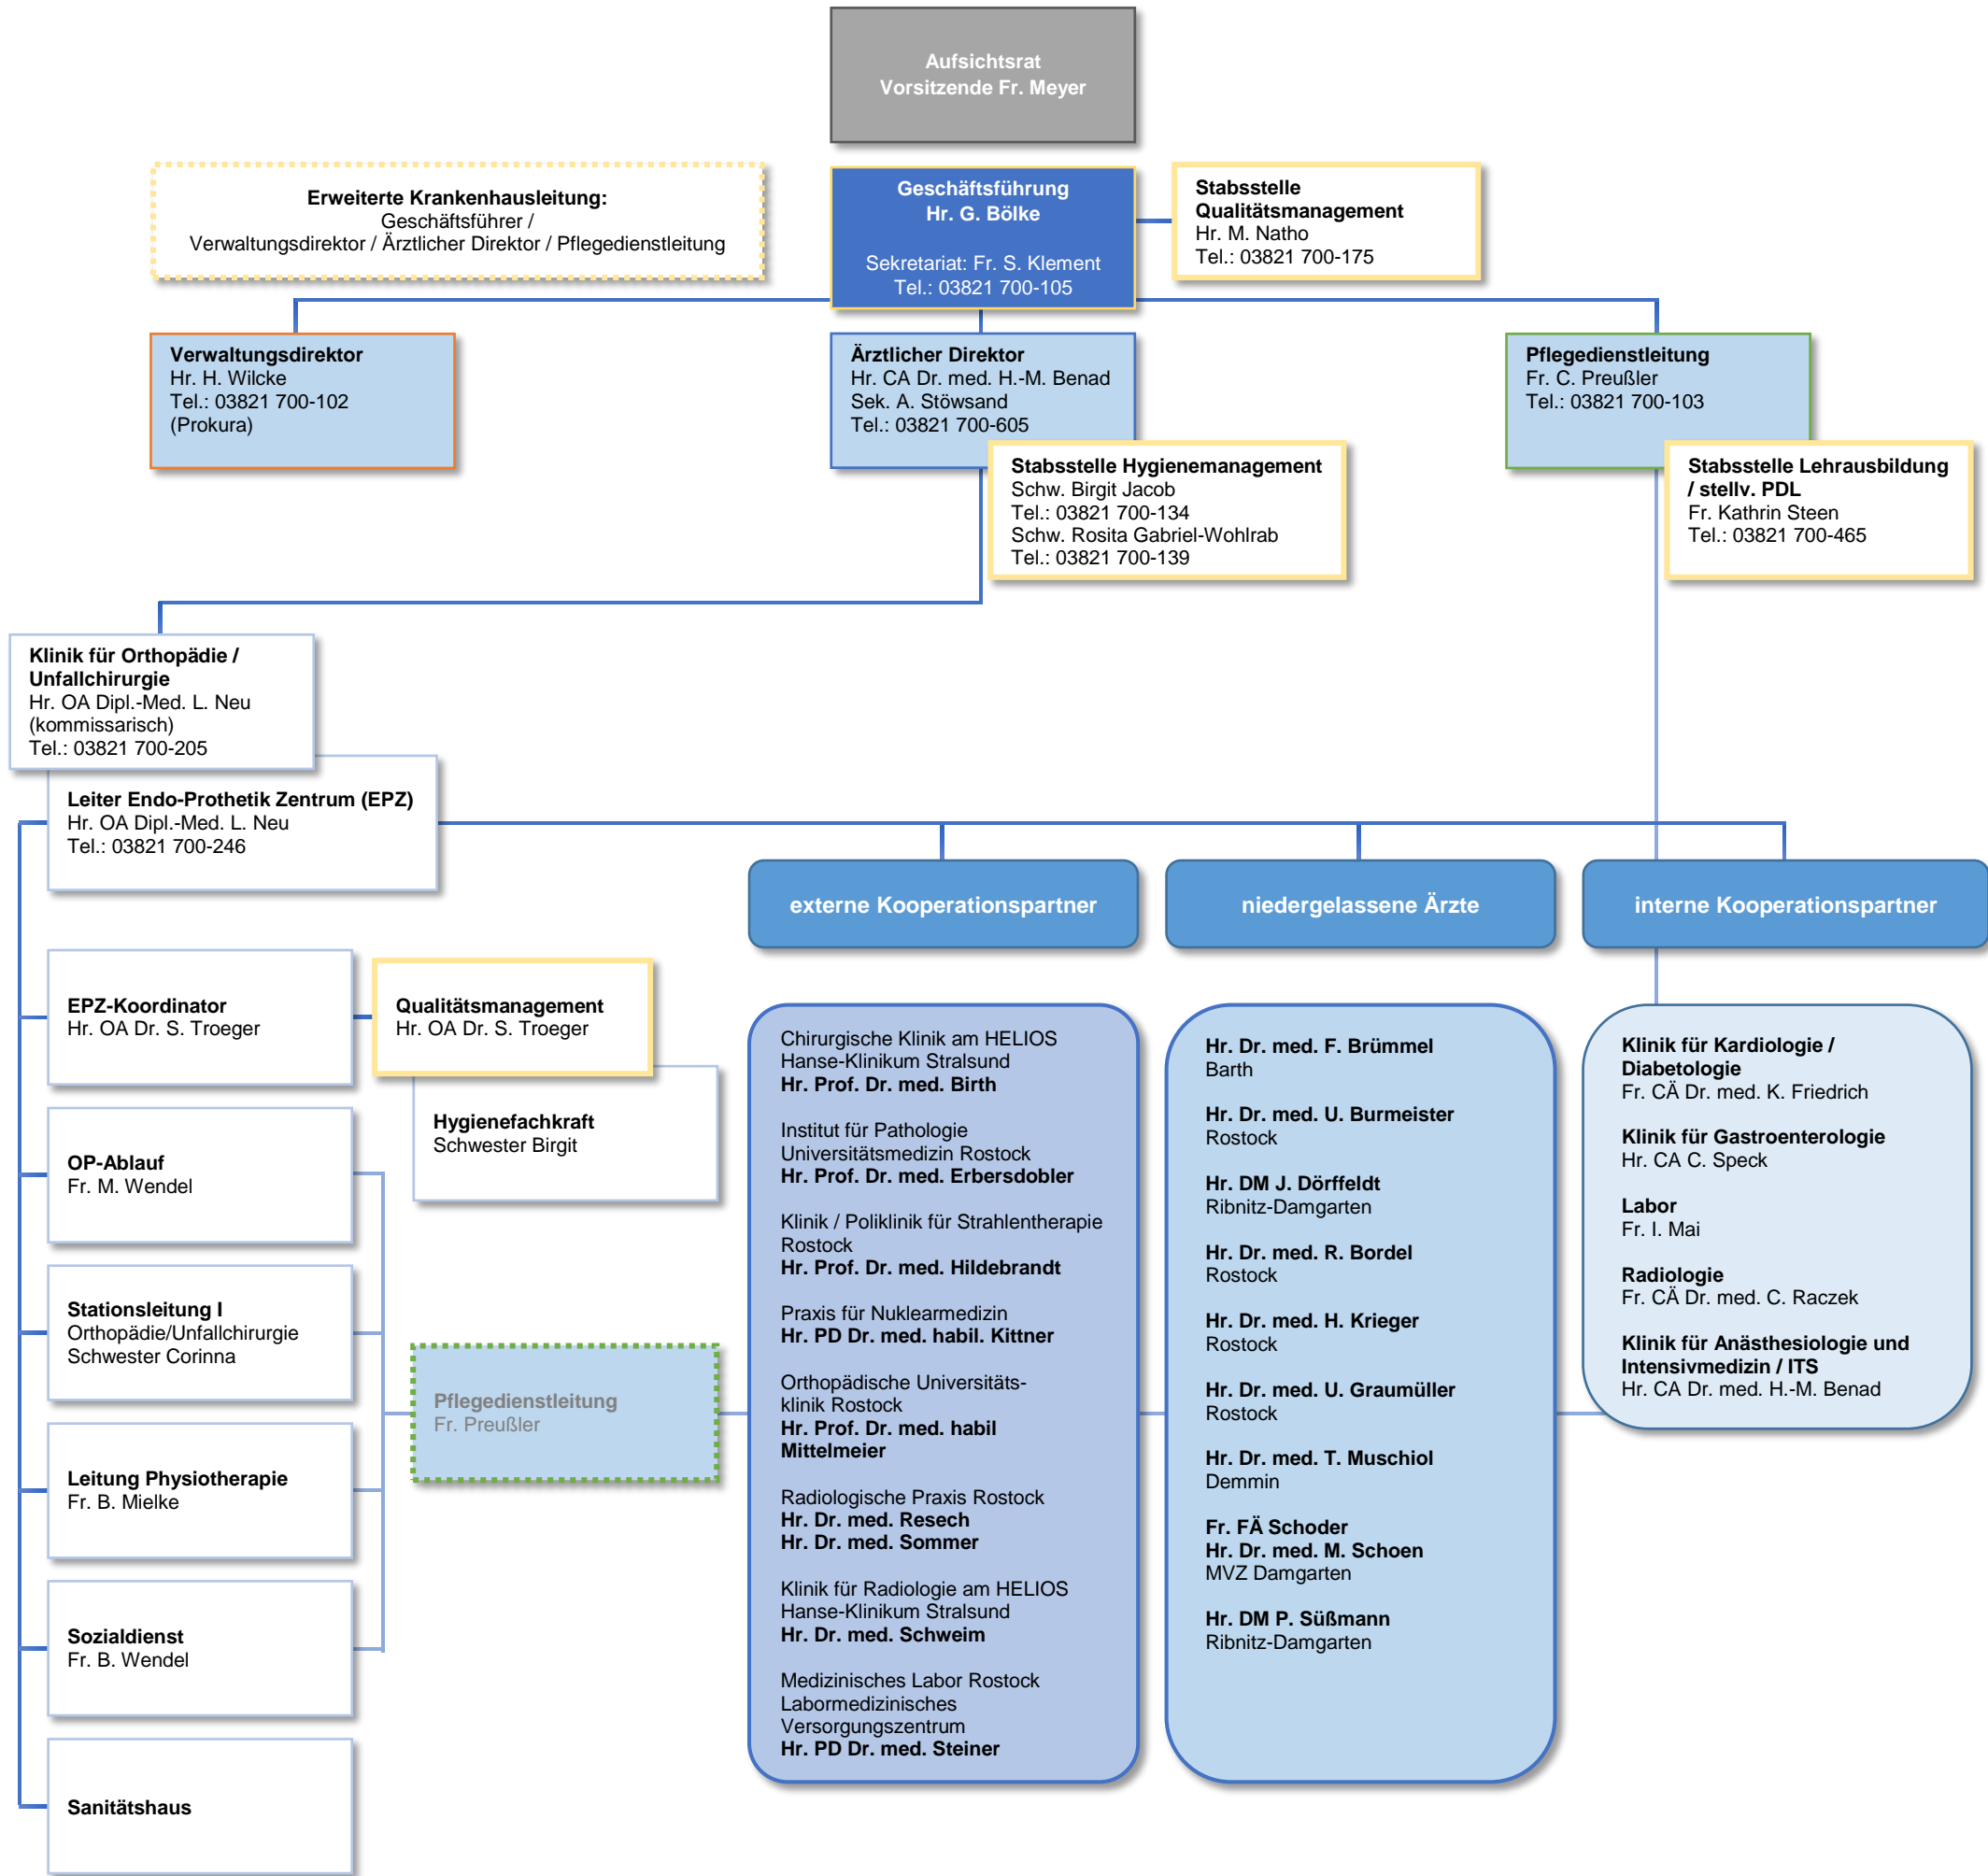 Aufsichtsrat
Vorsitzende Fr. Meyer
Erweiterte Krankenhausleitung:
Geschäftsführer /
Verwaltungsdirektor / Ärztlicher Direktor / Pflegedienstleitung
Geschäftsführung
Hr. G. Bölke
Sekretariat: Fr. S. Klement
Tel.: 03821 700-105
Stabsstelle
Qualitätsmanagement
Hr. M. Natho
Tel.: 03821 700-175
Verwaltungsdirektor
Hr. H. Wilcke
Tel.: 03821 700-102
(Prokura)
Ärztlicher Direktor
Hr. CA Dr. med. H.-M. Benad
Sek. A. Stöwsand
Tel.: 03821 700-605
Pflegedienstleitung
Fr. C. Preußler
Tel.: 03821 700-103
Stabsstelle Hygienemanagement
Schw. Birgit Jacob
Tel.: 03821 700-134
Schw. Rosita Gabriel-Wohlrab
Tel.: 03821 700-139
Stabsstelle Lehrausbildung
/ stellv. PDL
Fr. Kathrin Steen
Tel.: 03821 700-465
Klinik für Orthopädie /
Unfallchirurgie
Hr. OA Dipl.-Med. L. Neu
(kommissarisch)
Tel.: 03821 700-205
Leiter Endo-Prothetik Zentrum (EPZ)
Hr. OA Dipl.-Med. L. Neu
Tel.: 03821 700-246
externe Kooperationspartner
niedergelassene Ärzte
interne Kooperationspartner
EPZ-Koordinator
Hr. OA Dr. S. Troeger
Qualitätsmanagement
Hr. OA Dr. S. Troeger
Hygienefachkraft
Schwester Birgit
OP-Ablauf
Fr. M. Wendel
Stationsleitung I
Orthopädie/Unfallchirurgie
Schwester Corinna
Pflegedienstleitung
Fr. Preußler
Leitung Physiotherapie
Fr. B. Mielke
Sozialdienst
Fr. B. Wendel
Sanitätshaus
Chirurgische Klinik am HELIOS
Hanse-Klinikum Stralsund
Hr. Prof. Dr. med. Birth
Institut für Pathologie
Universitätsmedizin Rostock
Hr. Prof. Dr. med. Erbersdobler
Klinik / Poliklinik für Strahlentherapie
Rostock
Hr. Prof. Dr. med. Hildebrandt
Praxis für Nuklearmedizin
Hr. PD Dr. med. habil. Kittner
Orthopädische Universitäts-
klinik Rostock
Hr. Prof. Dr. med. habil
Mittelmeier
Radiologische Praxis Rostock
Hr. Dr. med. Resech
Hr. Dr. med. Sommer
Klinik für Radiologie am HELIOS
Hanse-Klinikum Stralsund
Hr. Dr. med. Schweim
Medizinisches Labor Rostock
Labormedizinisches
Versorgungszentrum
Hr. PD Dr. med. Steiner
Hr. Dr. med. F. Brümmel
Barth
Hr. Dr. med. U. Burmeister
Rostock
Hr. DM J. Dörffeldt
Ribnitz-Damgarten
Hr. Dr. med. R. Bordel
Rostock
Hr. Dr. med. H. Krieger
Rostock
Hr. Dr. med. U. Graumüller
Rostock
Hr. Dr. med. T. Muschiol
Demmin
Fr. FÄ Schoder
Hr. Dr. med. M. Schoen
MVZ Damgarten
Hr. DM P. Süßmann
Ribnitz-Damgarten
Klinik für Kardiologie /
Diabetologie
Fr. CÄ Dr. med. K. Friedrich
Klinik für Gastroenterologie
Hr. CA C. Speck
Labor
Fr. I. Mai
Radiologie
Fr. CÄ Dr. med. C. Raczek
Klinik für Anästhesiologie und
Intensivmedizin / ITS
Hr. CA Dr. med. H.-M. Benad